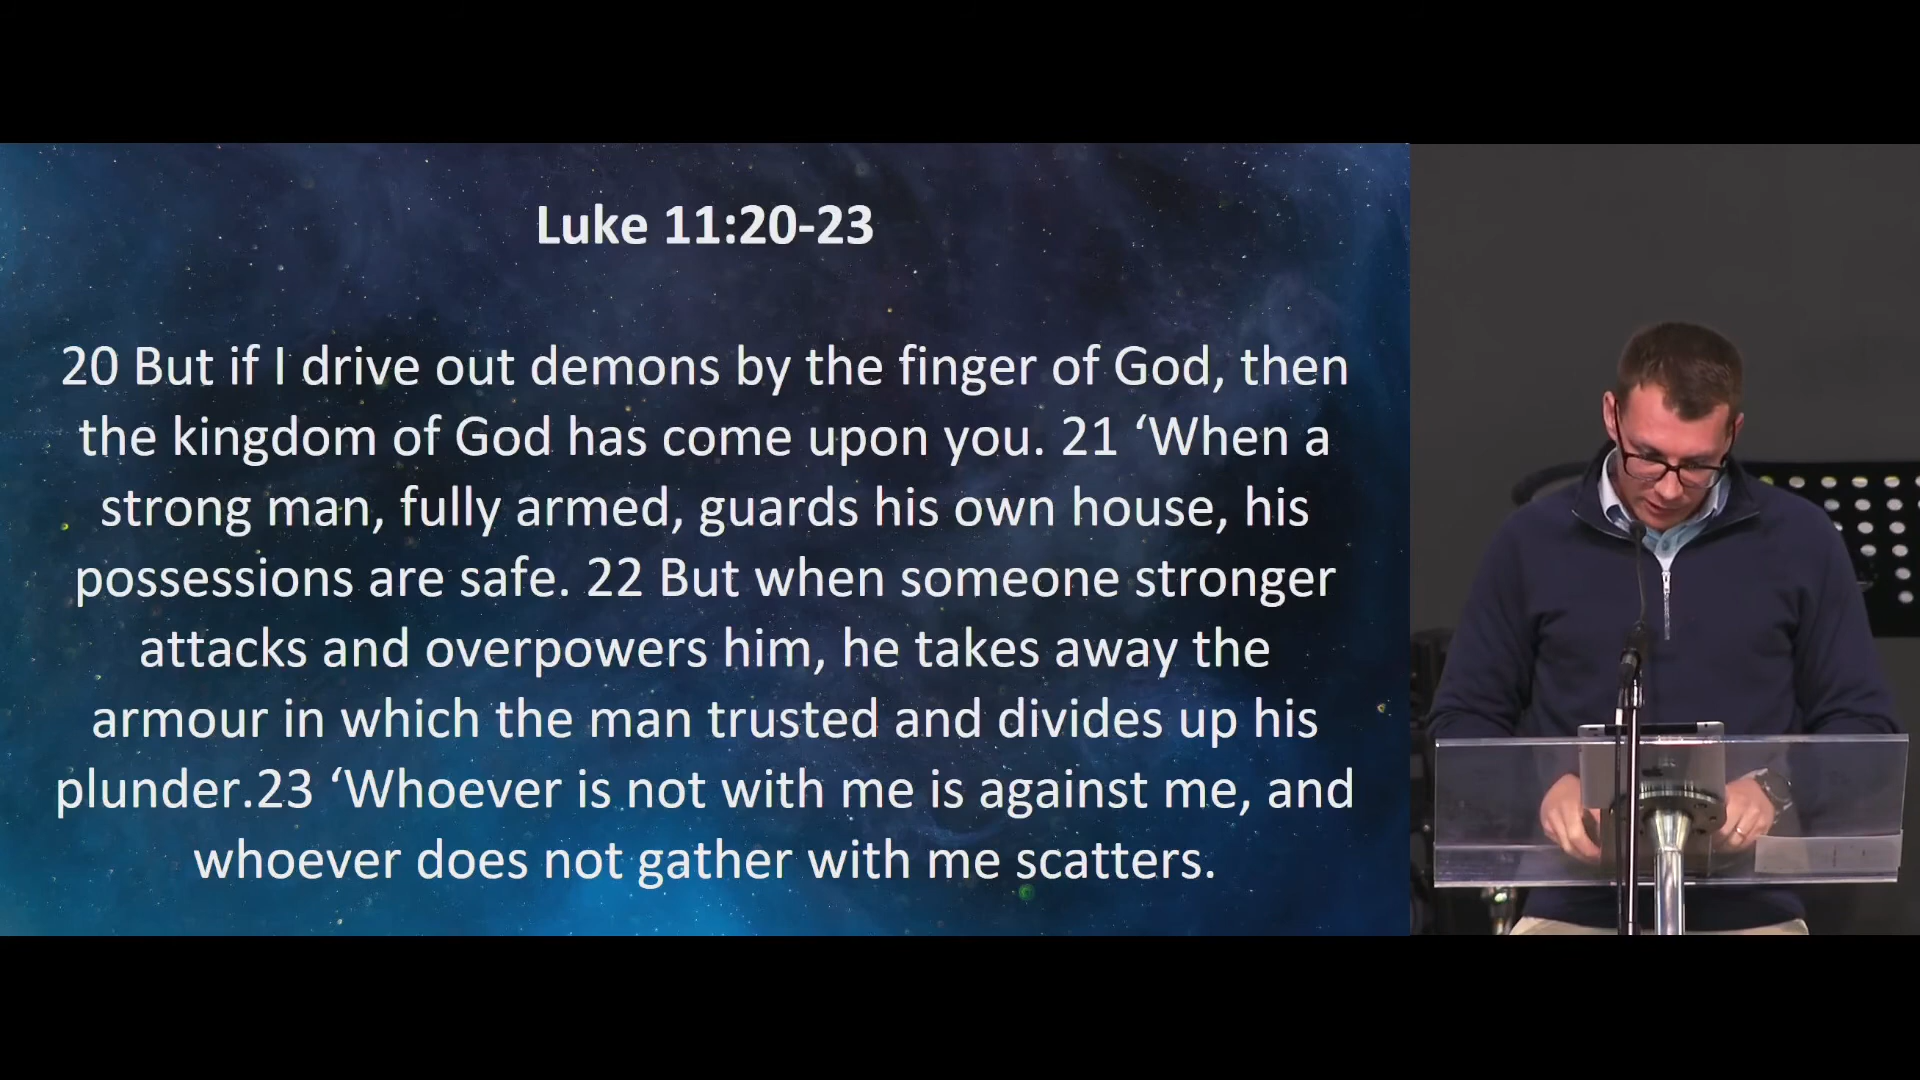 Luke 11:20-23
20 But if I drive out demons by the finger of God, then
the kingdom of God has come upon you. 21 ‘When a
strong man, fully armed, guards his own house, his
possessions are safe. 22 But when someone stronger
attacks and overpowers him, he takes away the
armour in which the man trusted and divides up his
plunder.23 ‘Whoever is not with me is against me, and
whoever does not gather with me scatters.